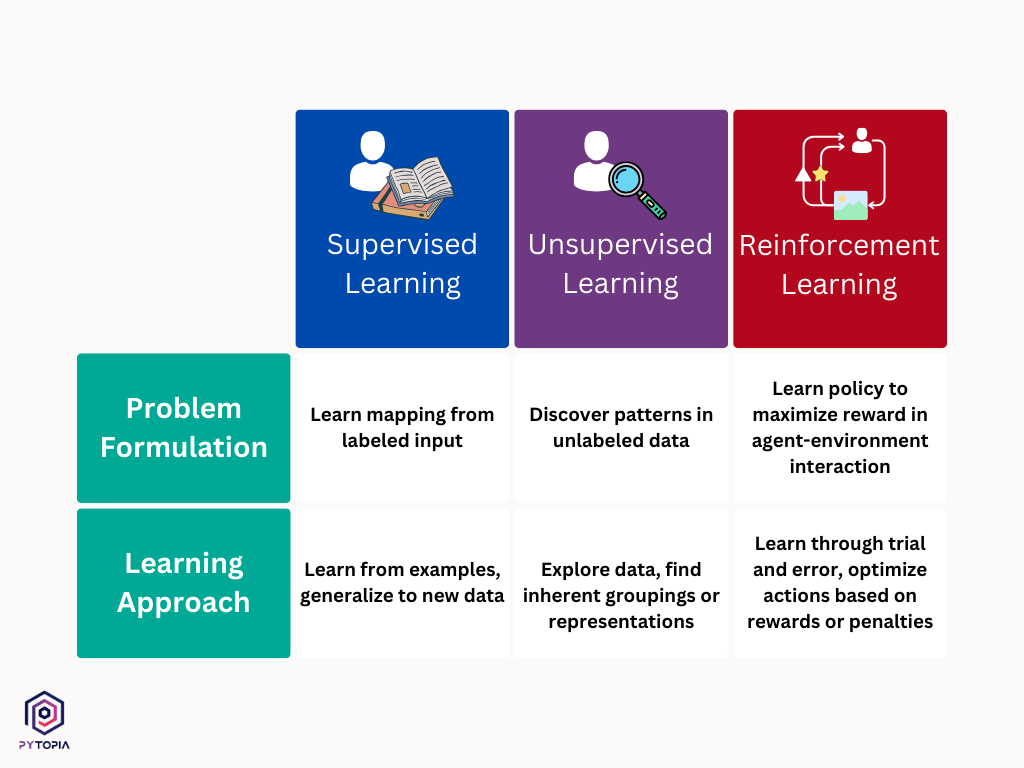 Supervised
Learning
Unsupervised
Learning
Reinforcement
Learning
Problem
Formulation
Learn mapping from
labeled input
Discover patterns in
unlabeled data
Learn policy to
maximize reward in
agent-environment
interaction
Learning
Approach
Learn from examples,
generalize to new data
Explore data, find
inherent groupings or
representations
Learn through trial
and error, optimize
actions based on
rewards or penalties
PYTOPIA